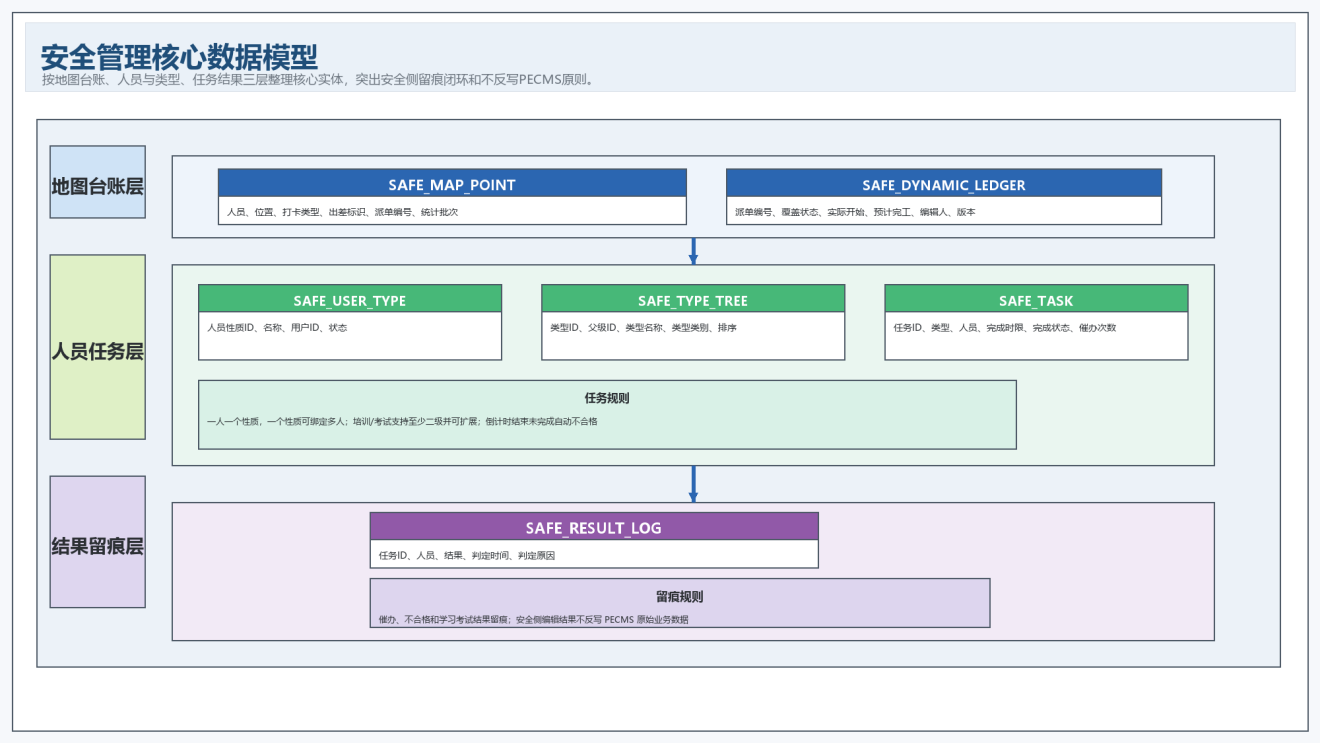 安全管理核心数据模型
按地图台账、人员与类型、任务结果三层整理核心实体，突出安全侧留痕闭环和不反写PECMS原则。
地图台账层
SAFE_MAP_POINT
人员、位置、打卡类型、出差标识、派单编号、统计批次
SAFE_DYNAMIC_LEDGER
派单编号、覆盖状态、实际开始、预计完工、编辑人、版本
人员任务层
SAFE_USER_TYPE
人员性质ID、名称、用户ID、状态
SAFE_TYPE_TREE
类型ID、父级ID、类型名称、类型类别、排序
SAFE_TASK
任务ID、类型、人员、完成时限、完成状态、催办次数
任务规则
一人一个性质，一个性质可绑定多人；培训/考试支持至少二级并可扩展；倒计时结束未完成自动不合格
结果留痕层
SAFE_RESULT_LOG
任务ID、人员、结果、判定时间、判定原因
留痕规则
催办、不合格和学习考试结果留痕；安全侧编辑结果不反写 PECMS 原始业务数据